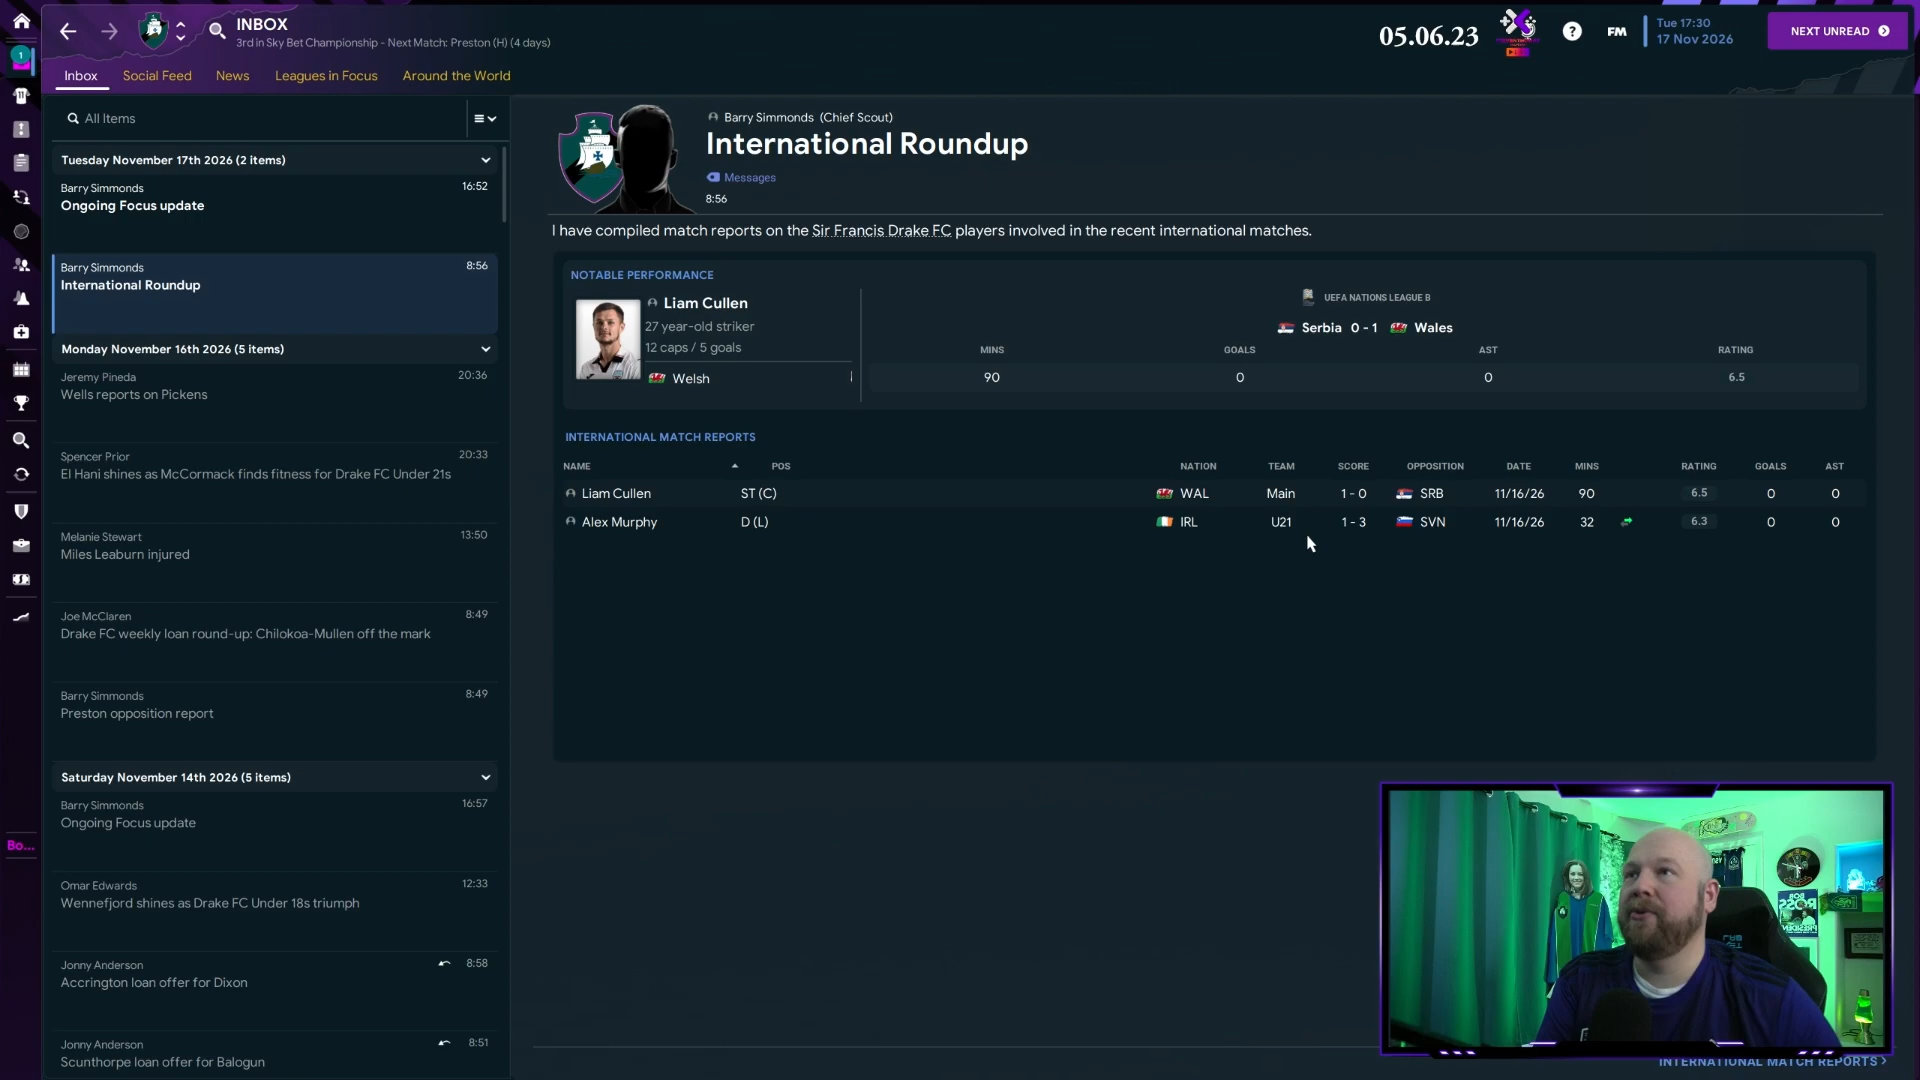 INBOX
3rd in Sky Bet Championship - Next Match: Preston (H) (4 days)
05.06.23
FM
Tue 17:30
17 Nov 2026
NEXT UNREAD
1
Inbox
Social Feed
News
Leagues in Focus
Around the World
All Items
Tuesday November 17th 2026 (2 items)
Barry Simmonds
16:52
Ongoing Focus update
Barry Simmonds
8:56
International Roundup
Monday November 16th 2026 (5 items)
Jeremy Pineda
20:36
Wells reports on Pickens
Spencer Prior
20:33
El Hani shines as McCormack finds fitness for Drake FC Under 21s
Melanie Stewart
13:50
Miles Leaburn injured
Joe McClaren
8:49
Drake FC weekly loan round-up: Chilokoa-Mullen off the mark
Barry Simmonds
8:49
Preston opposition report
Saturday November 14th 2026 (5 items)
Barry Simmonds
16:57
Ongoing Focus update
Bo...
Omar Edwards
12:33
Wennefjord shines as Drake FC Under 18s triumph
Jonny Anderson
8:58
Accrington loan offer for Dixon
Jonny Anderson
8:51
Scunthorpe loan offer for Balogun
Barry Simmonds (Chief Scout)
International Roundup
Messages
8:56
I have compiled match reports on the Sir Francis Drake FC players involved in the recent international matches.
NOTABLE PERFORMANCE
Liam Cullen
27 year-old striker
12 caps / 5 goals
Welsh
UEFA NATIONS LEAGUE B
Serbia 0 - 1 Wales
MINS GOALS AST RATING
90 0 0 6.5
INTERNATIONAL MATCH REPORTS
NAME POS NATION TEAM SCORE OPPOSITION DATE MINS RATING GOALS AST
Liam Cullen ST (C) WAL Main 1 - 0 SRB 11/16/26 90 6.5 0 0
Alex Murphy D (L) IRL U21 1 - 3 SVN 11/16/26 32 6.3 0 0
BOB
ROSS
PRESIDENT
INTERNATIONAL MATCH REPORTS >